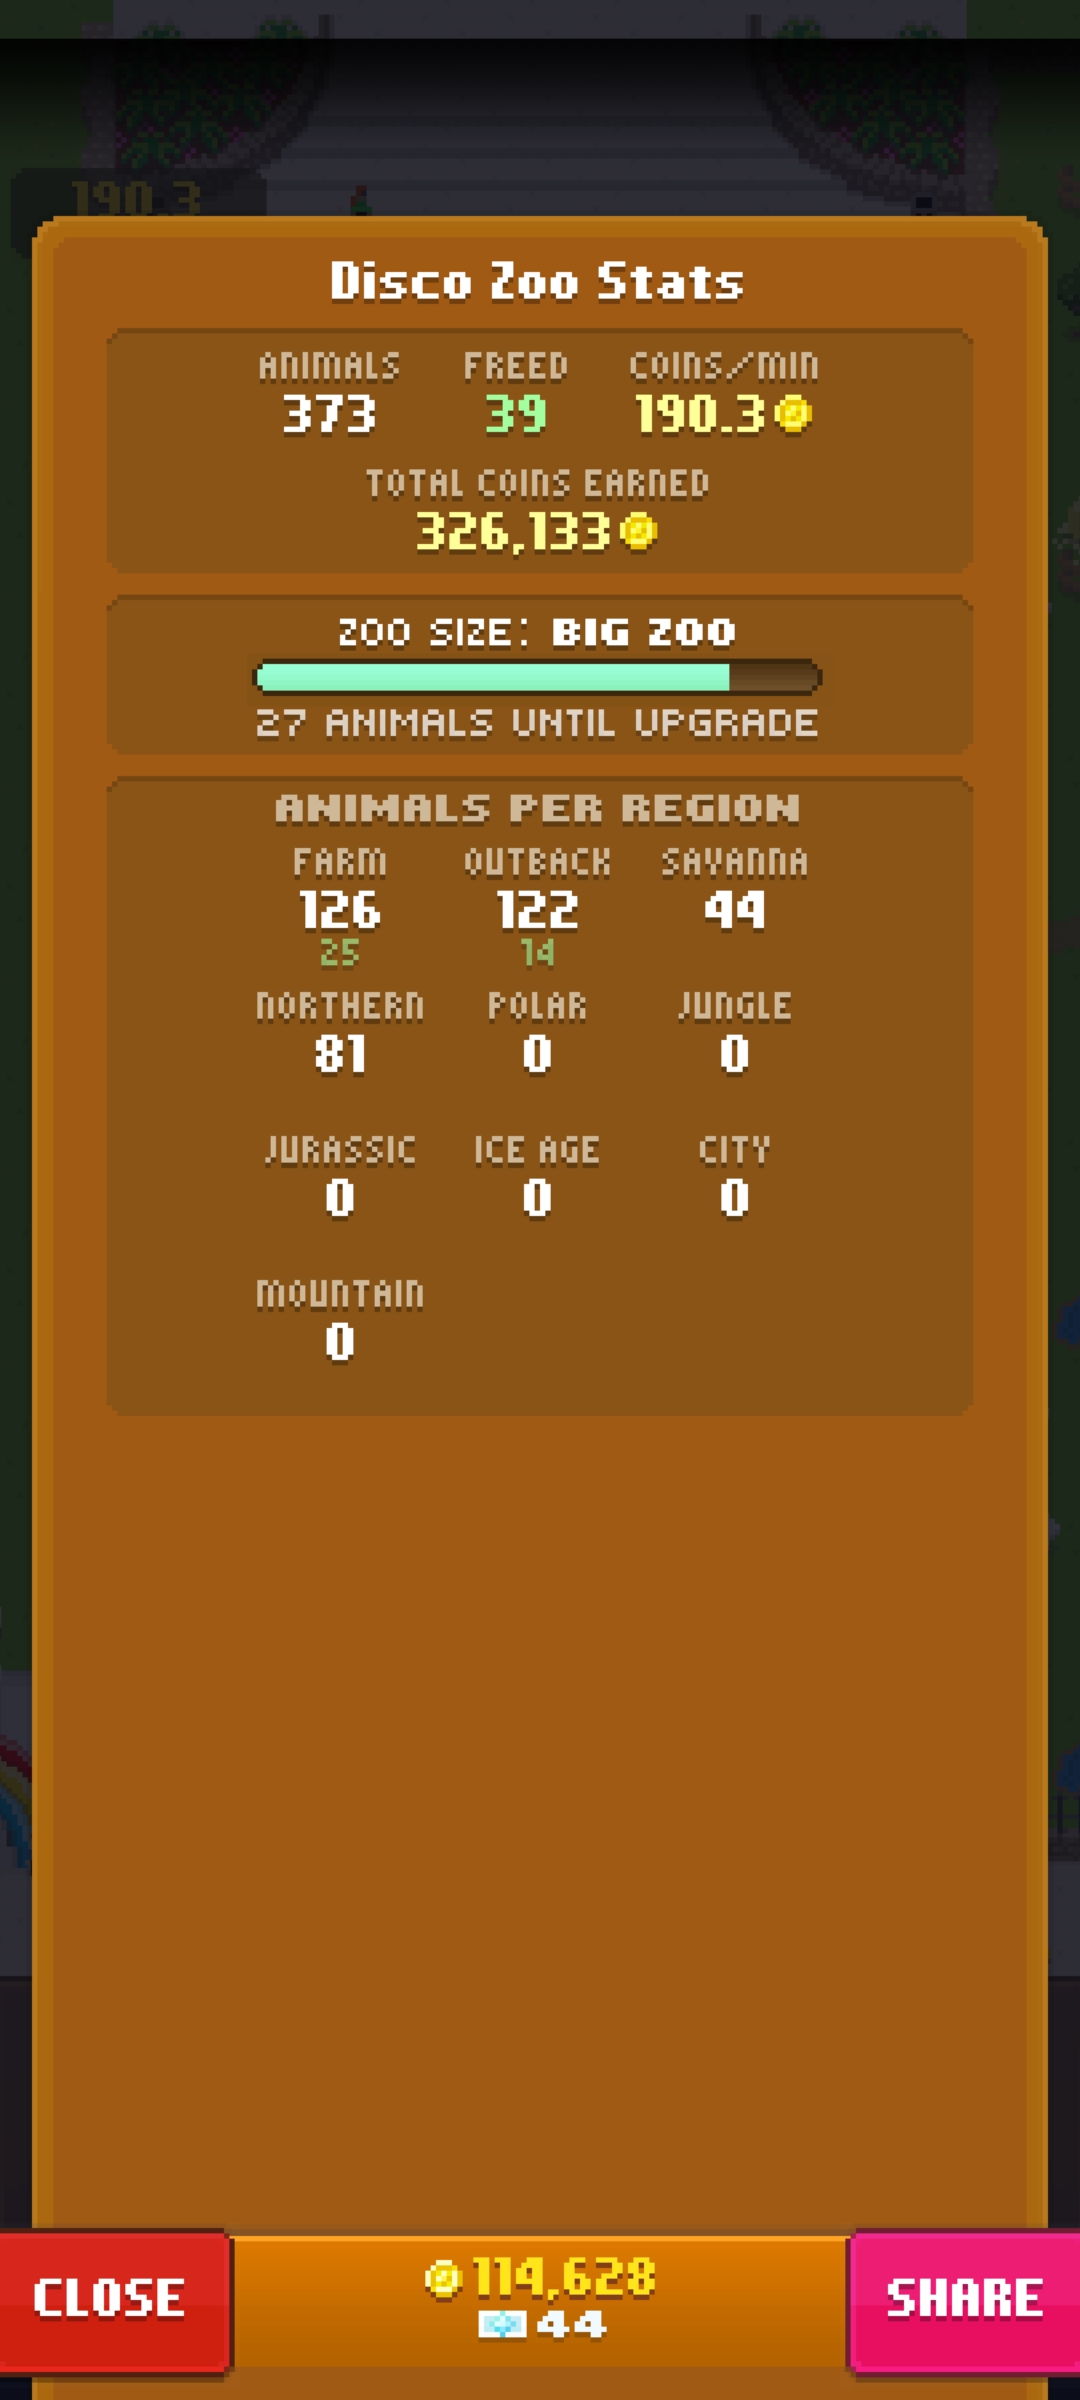 190.3
Disco Zoo Stats
ANIMALS FREED COINS/MIN
373 39 190.3
TOTAL COINS EARNED
326,133
ZOO SIZE: BIG ZOO
27 ANIMALS UNTIL UPGRADE
ANIMALS PER REGION
FARM OUTBACK SAVANNA
126 122 44
25 14
NORTHERN POLAR JUNGLE
81 0 0
JURASSIC ICE AGE CITY
0 0 0
MOUNTAIN
0
CLOSE 114,628 SHARE
44